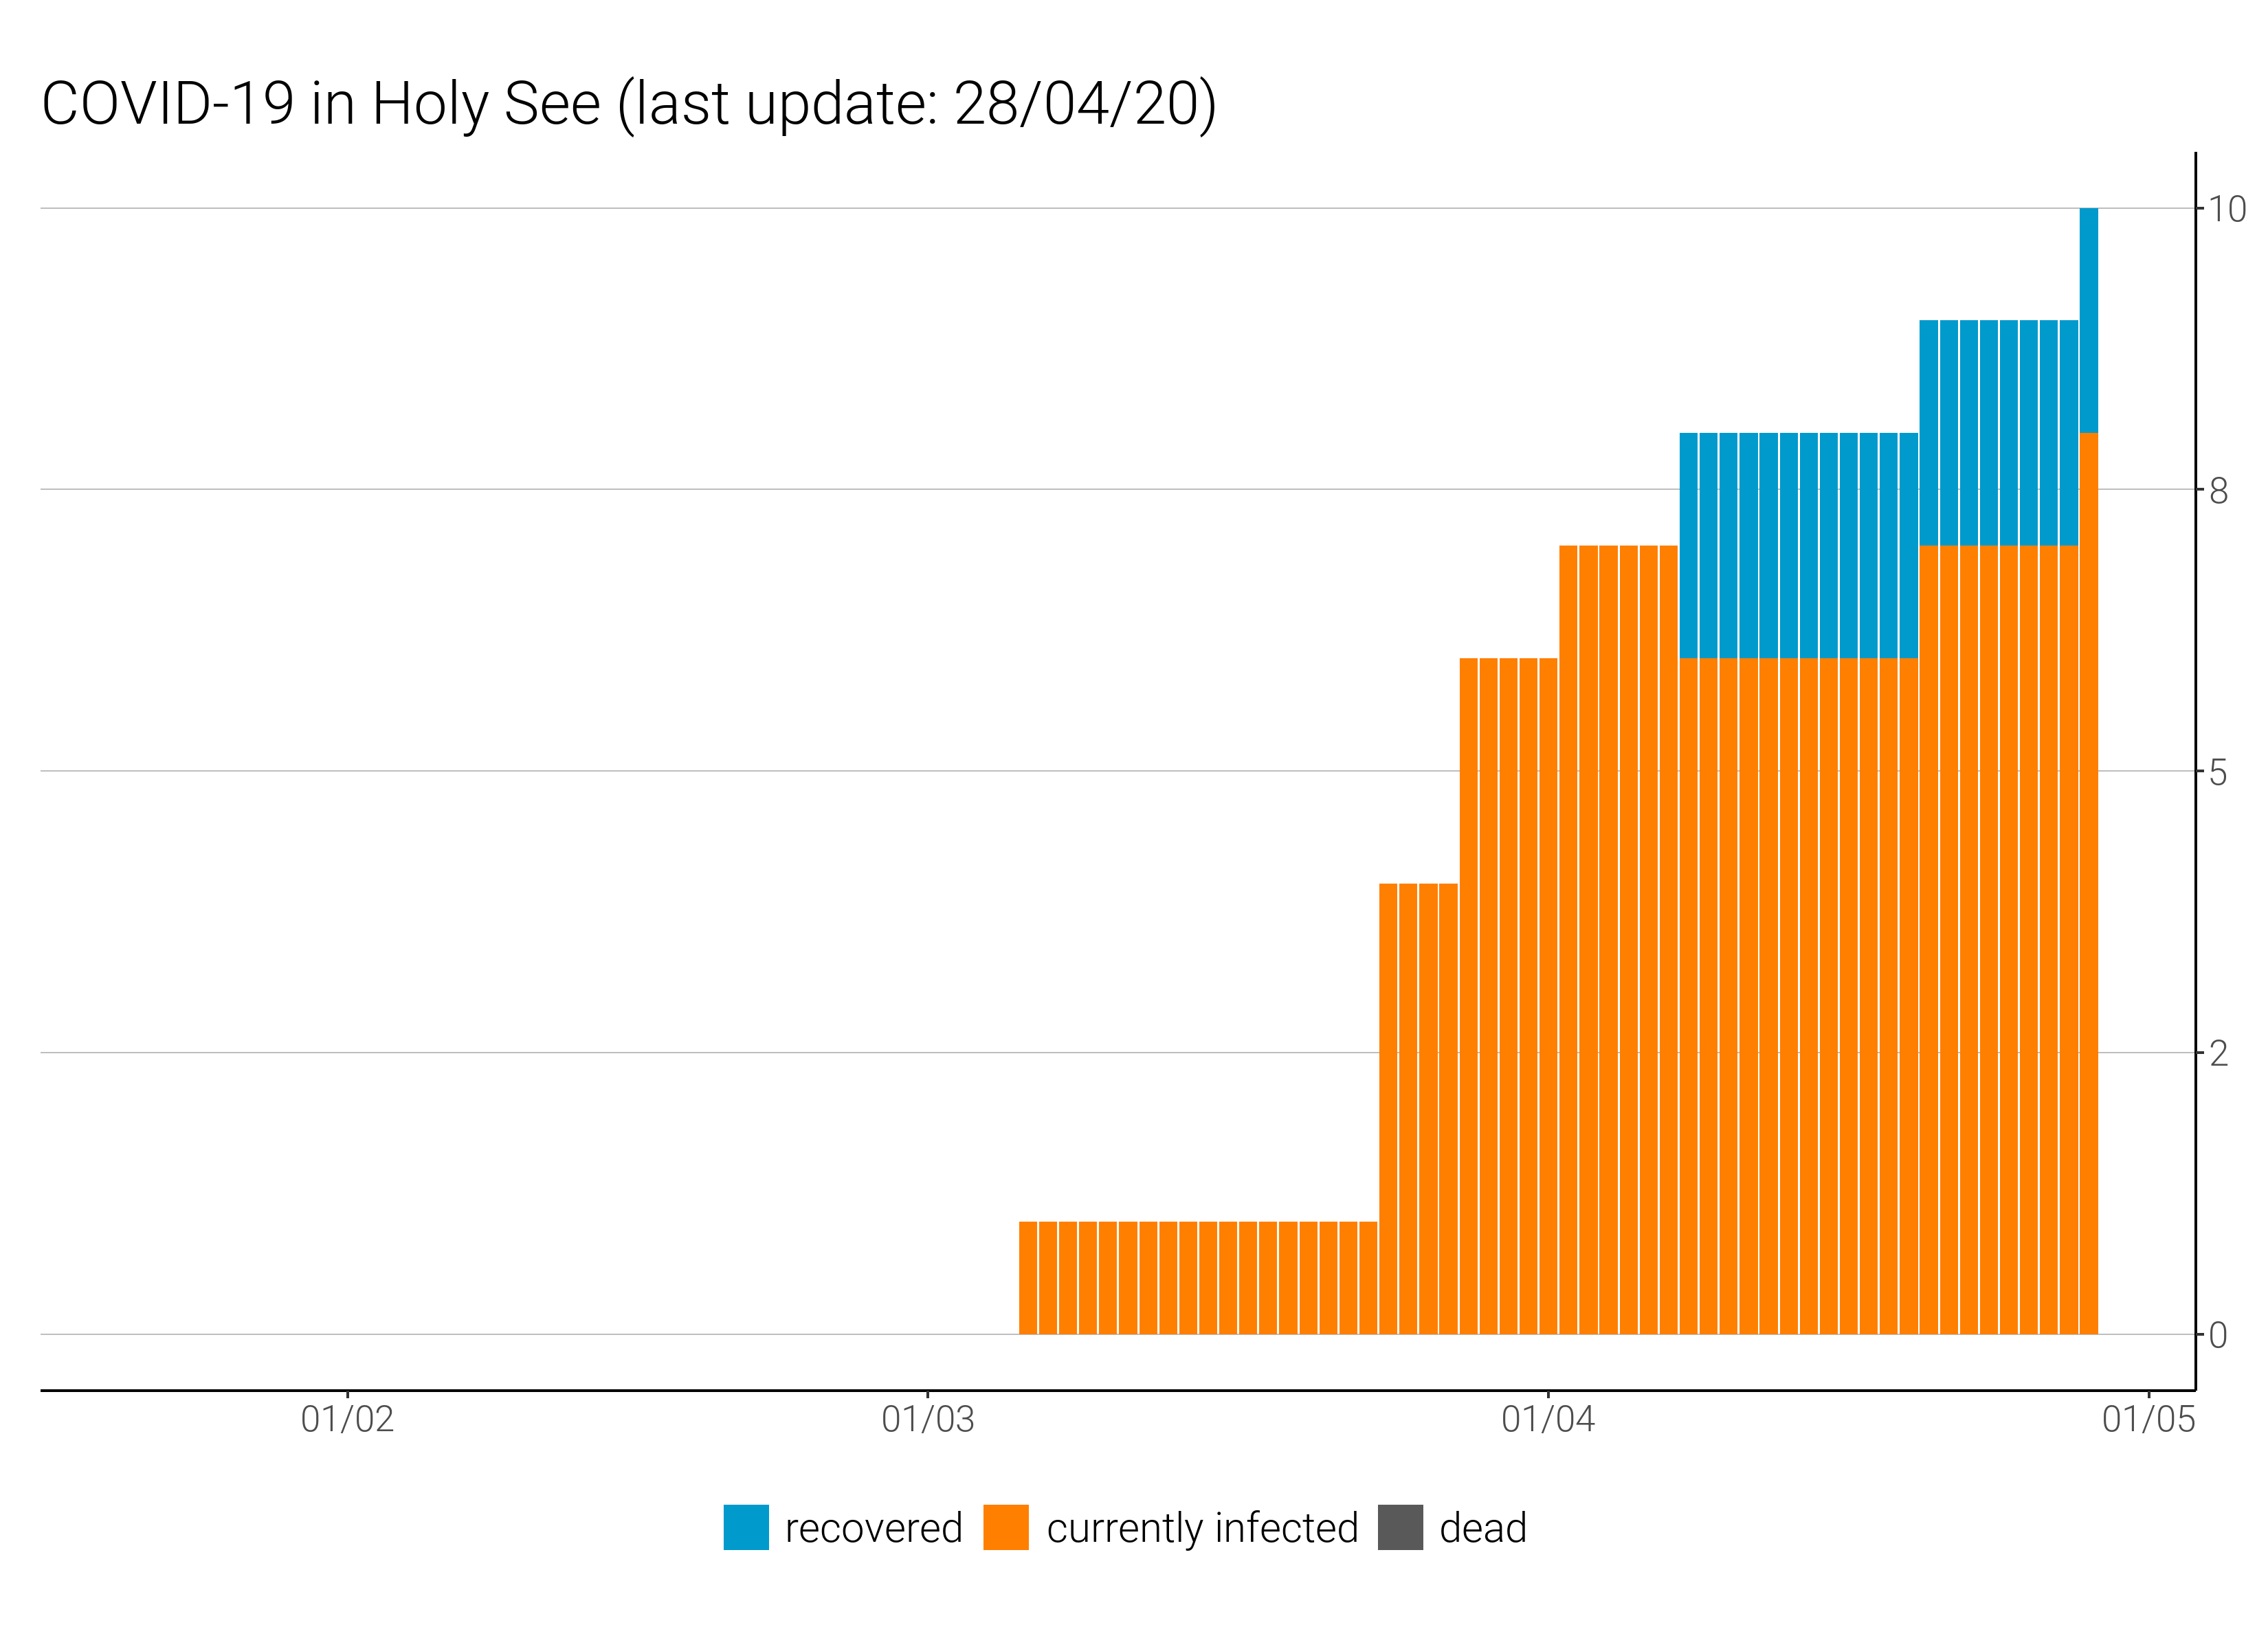 COVID-19 in Holy See (last update: 28/04/20)
10
8
5
2
0
01/02 01/03 01/04 01/05
recovered currently infected dead